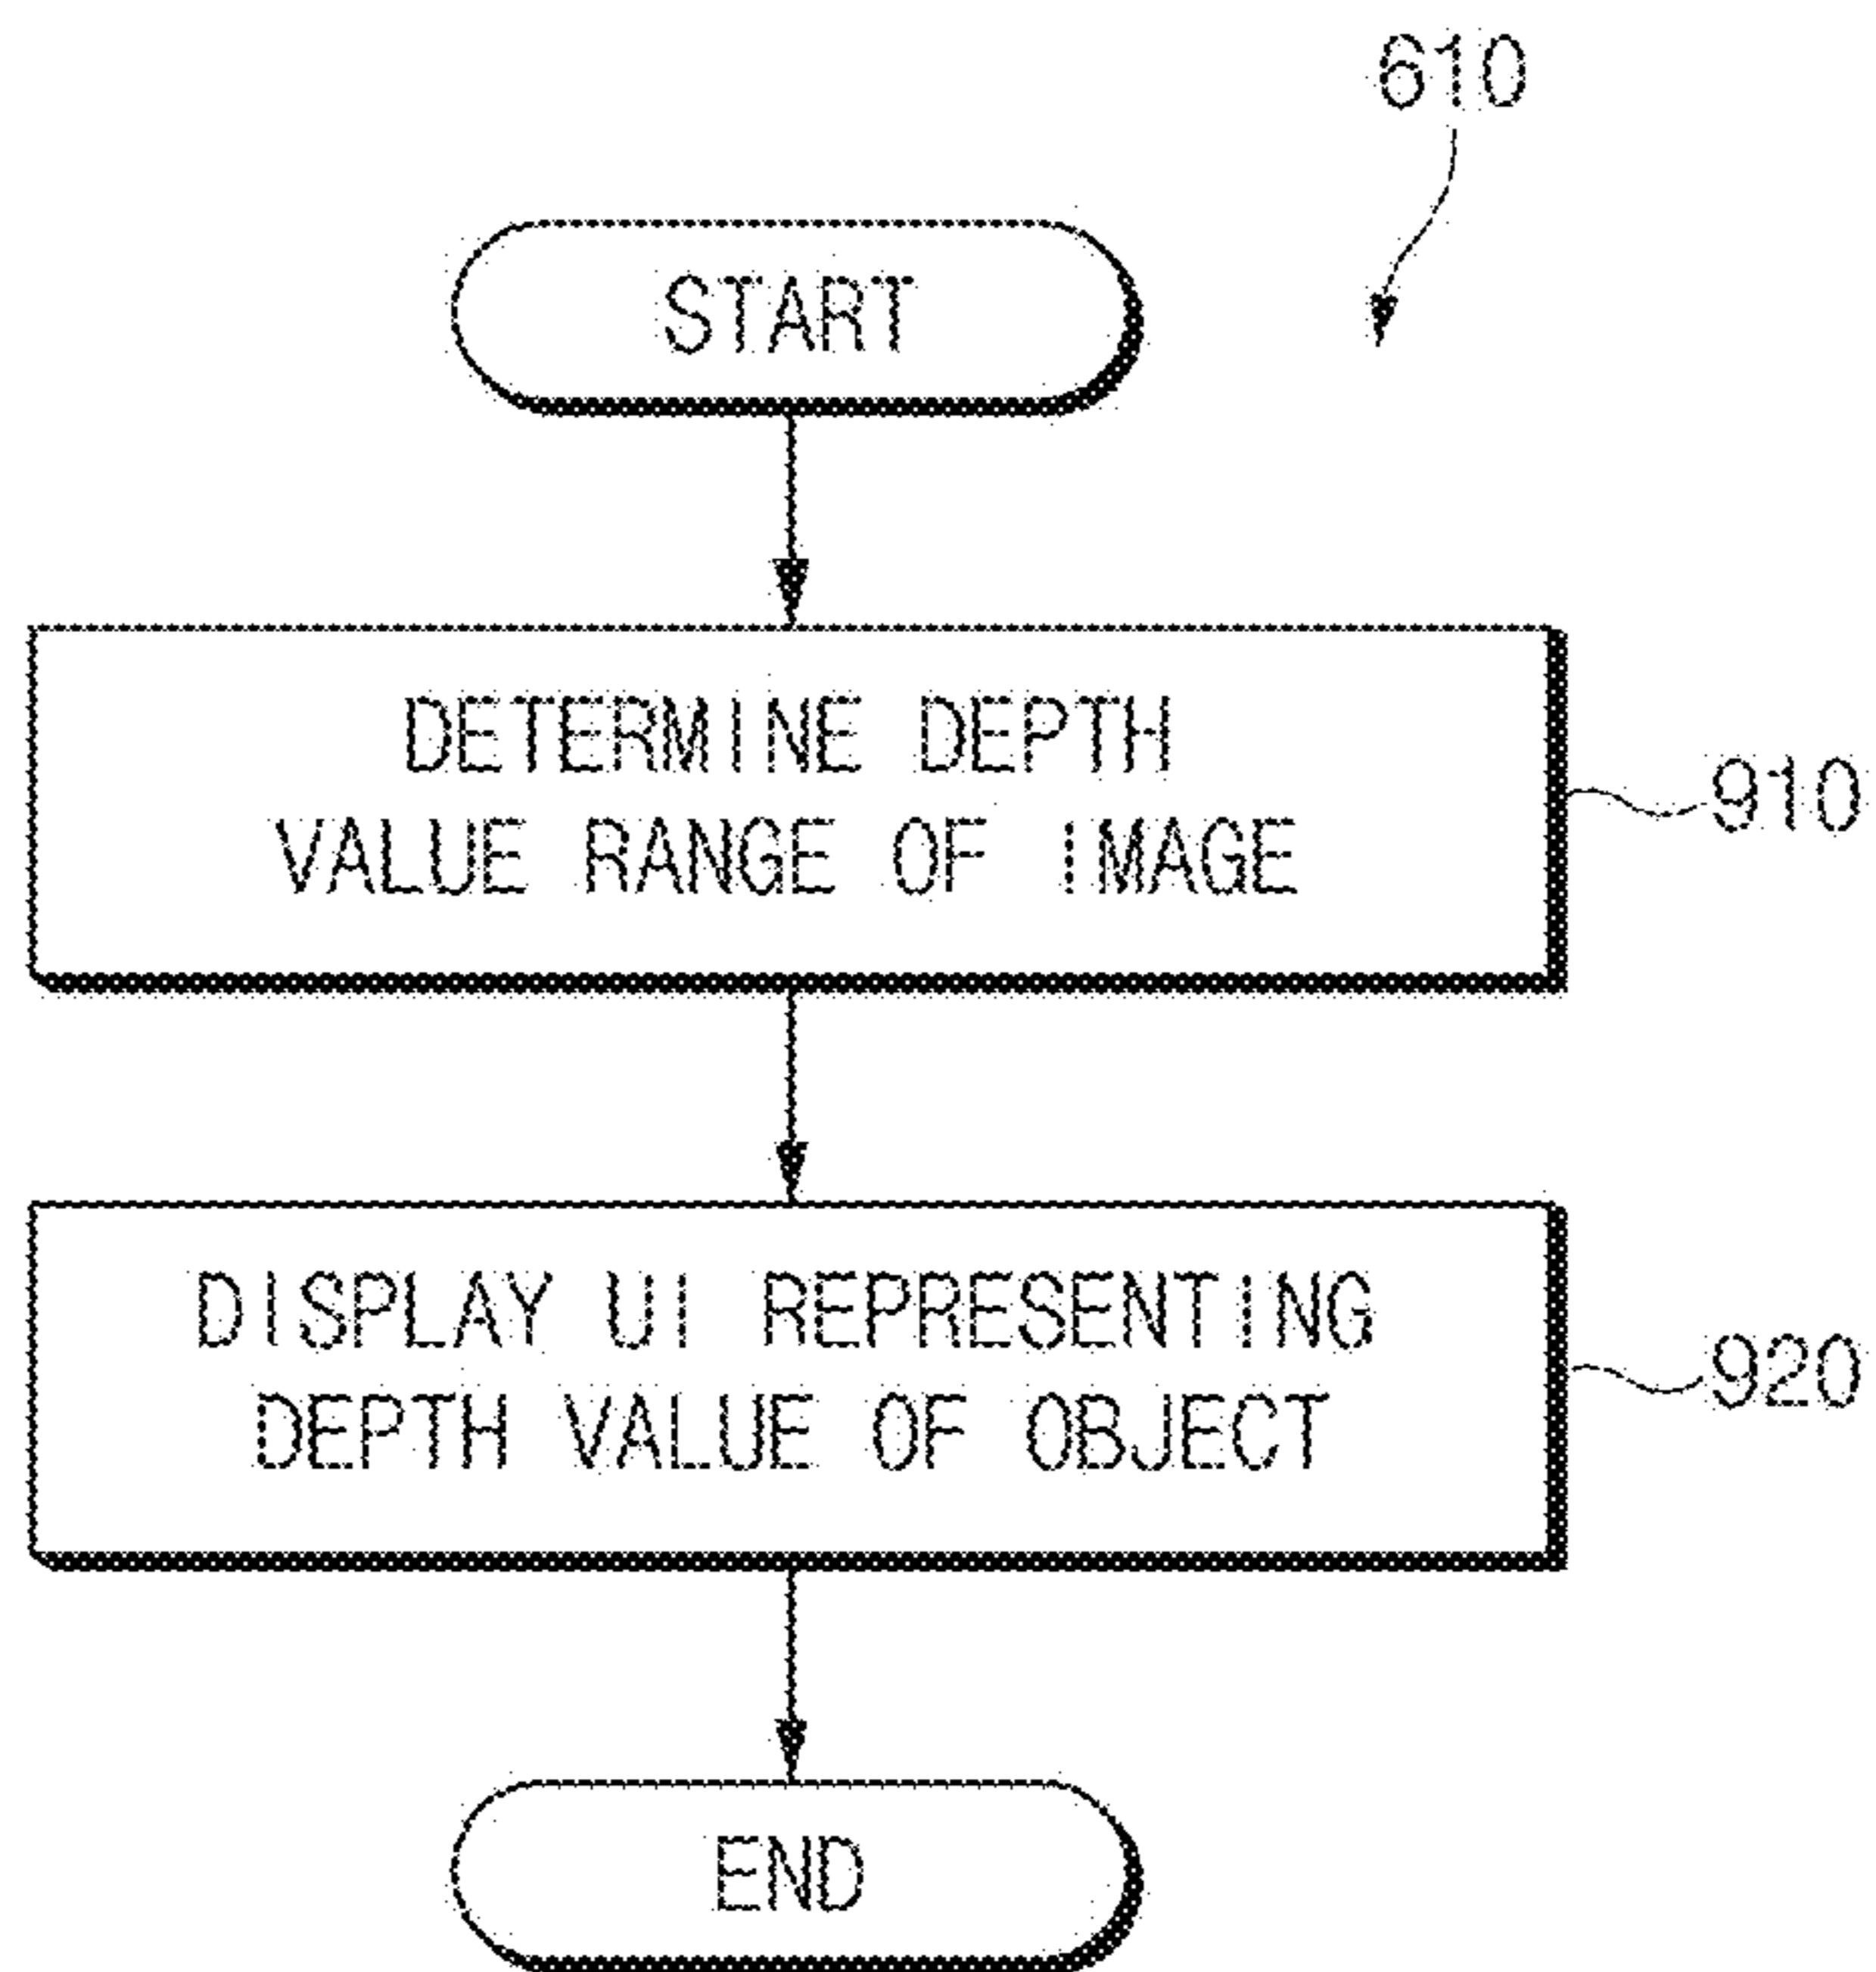 610
START
DETERMINE DEPTH
VALUE RANGE OF IMAGE
910
DISPLAY UI REPRESENTING
DEPTH VALUE OF OBJECT
920
END